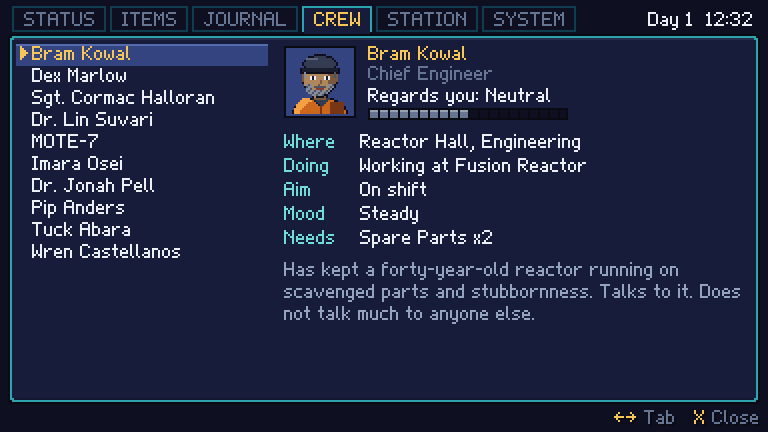 STATUS ITEMS JOURNAL CREW STATION SYSTEM Day 1 12:32
Bram Kowal
Dex Marlow
Sgt. Cormac Halloran
Dr. Lin Suvari
MOTE-7
Imara Osei
Dr. Jonah Pell
Pip Anders
Tuck Abara
Wren Castellanos
Bram Kowal
Chief Engineer
Regards you: Neutral
Where Reactor Hall, Engineering
Doing Working at Fusion Reactor
Aim On shift
Mood Steady
Needs Spare Parts x2
Has kept a forty-year-old reactor running on
scavenged parts and stubbornness. Talks to it. Does
not talk much to anyone else.
↔ Tab X Close